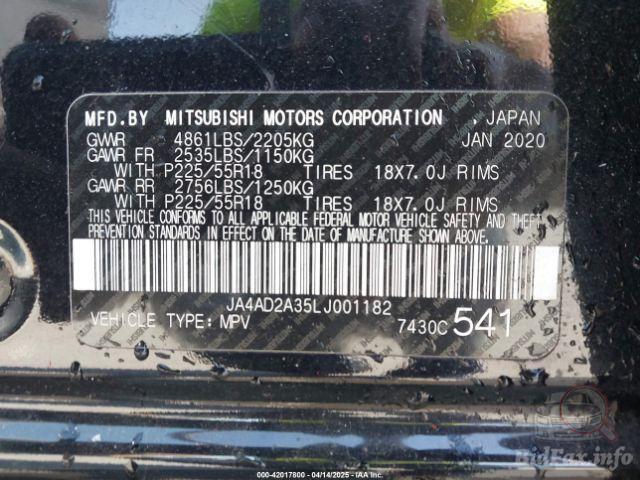 MFD.BY MITSUBISHI MOTORS CORPORATION , JAPAN
GVWR 4861LBS/2205KG JAN 2020
GAWR FR 2535LBS/1150KG
WITH P225/55R18 TIRES 18X7.0J RIMS
GAWR RR 2756LBS/1250KG
WITH P225/55R18 TIRES 18X7.0J RIMS
THIS VEHICLE CONFORMS TO ALL APPLICABLE FEDERAL MOTOR VEHICLE SAFETY AND THEFT
PREVENTION STANDARDS IN EFFECT ON THE DATE OF MANUFACTURE SHOWN ABOVE.
JA4AD2A35LJ001182
VEHICLE TYPE: MPV 7430C 541
BidFax.info
000-42017800 - 04/14/2025 - IAA Inc.